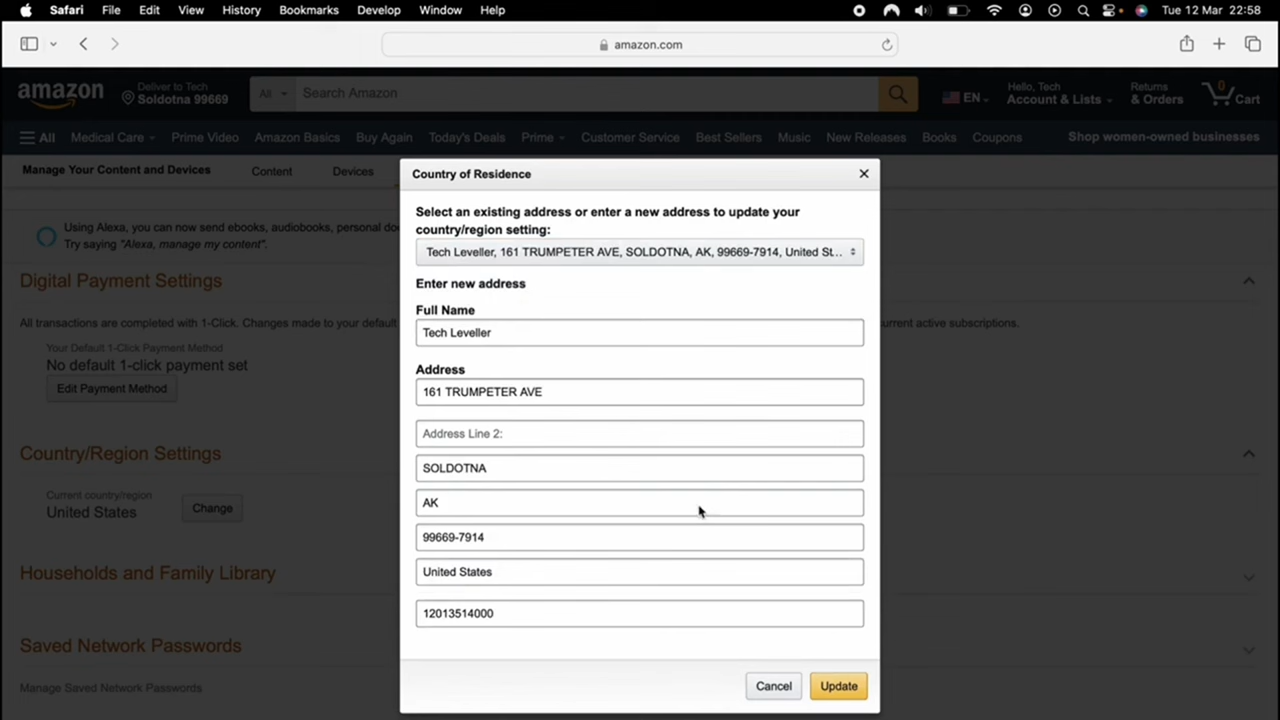 Safari File Edit View History Bookmarks Develop Window Help Tue 12 Mar 22:58
amazon.com
amazon Deliver to Tech Soldotna 99669 All Search Amazon EN Hello, Tech Account & Lists Returns & Orders 0 Cart
All Medical Care Prime Video Amazon Basics Buy Again Today's Deals Prime Customer Service Best Sellers Music New Releases Books Coupons Shop women-owned businesses
Manage Your Content and Devices Content Devices
Country of Residence
Using Alexa, you can now send ebooks, audiobooks, personal do
Try saying "Alexa, manage my content".
Select an existing address or enter a new address to update your
country/region setting:
Tech Leveller, 161 TRUMPETER AVE, SOLDOTNA, AK, 99669-7914, United St...
Digital Payment Settings
Enter new address
Full Name
Tech Leveller
All transactions are completed with 1-Click. Changes made to your default
urrent active subscriptions.
Your Default 1-Click Payment Method
No default 1-click payment set
Edit Payment Method
Address
161 TRUMPETER AVE
Address Line 2:
SOLDOTNA
AK
99669-7914
United States
12013514000
Country/Region Settings
Current country/region
United States
Change
Households and Family Library
Saved Network Passwords
Manage Saved Network Passwords
Cancel Update